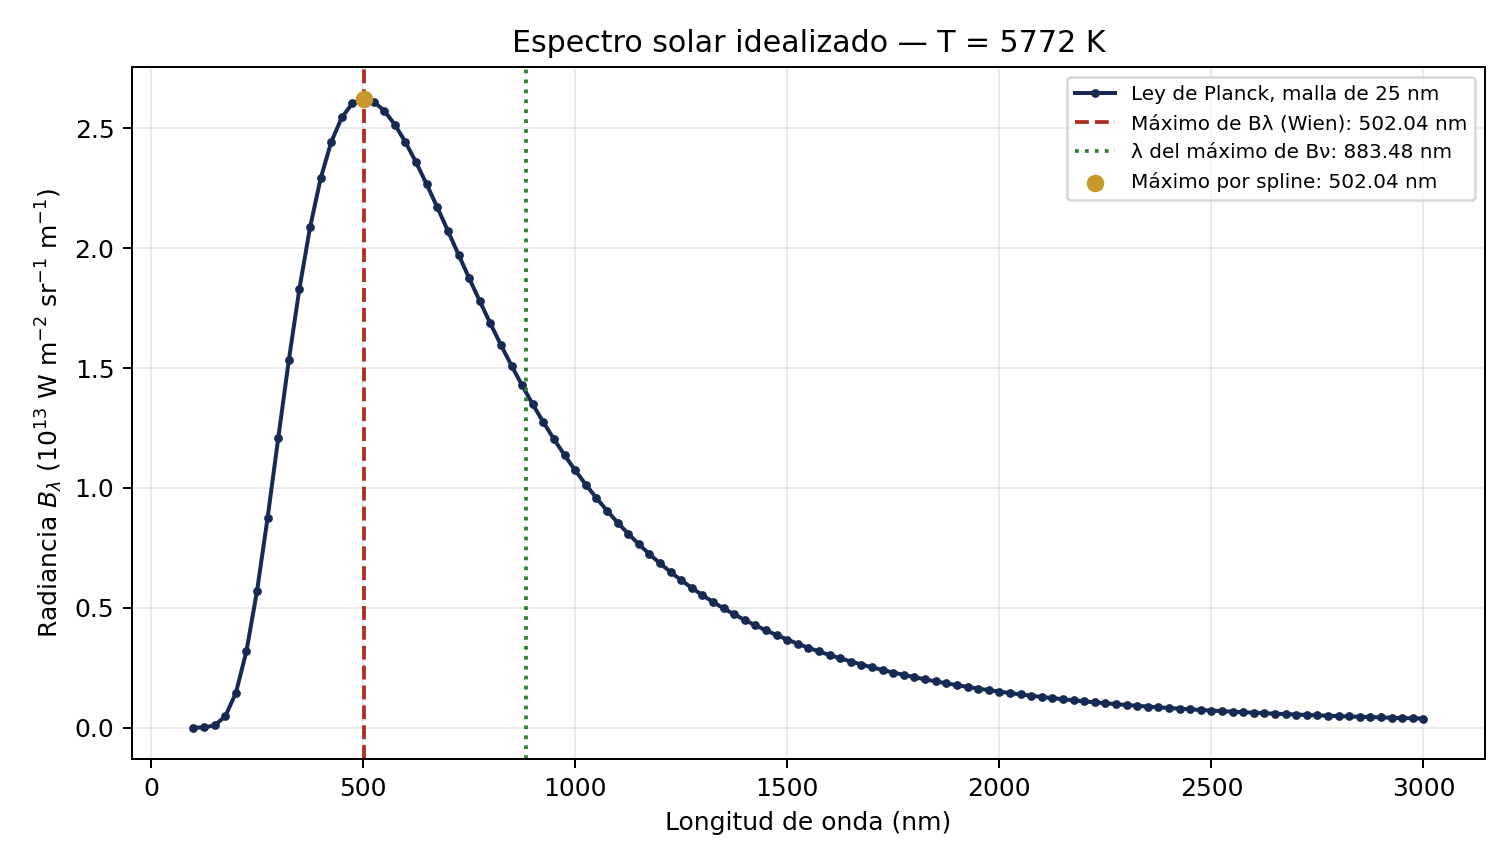 Espectro solar idealizado — T = 5772 K
Ley de Planck, malla de 25 nm
Máximo de Bλ (Wien): 502.04 nm
λ del máximo de Bν: 883.48 nm
Máximo por spline: 502.04 nm
Radiancia B_λ (10^13 W m^−2 sr^−1 m^−1)
2.5
2.0
1.5
1.0
0.5
0.0
0 500 1000 1500 2000 2500 3000
Longitud de onda (nm)